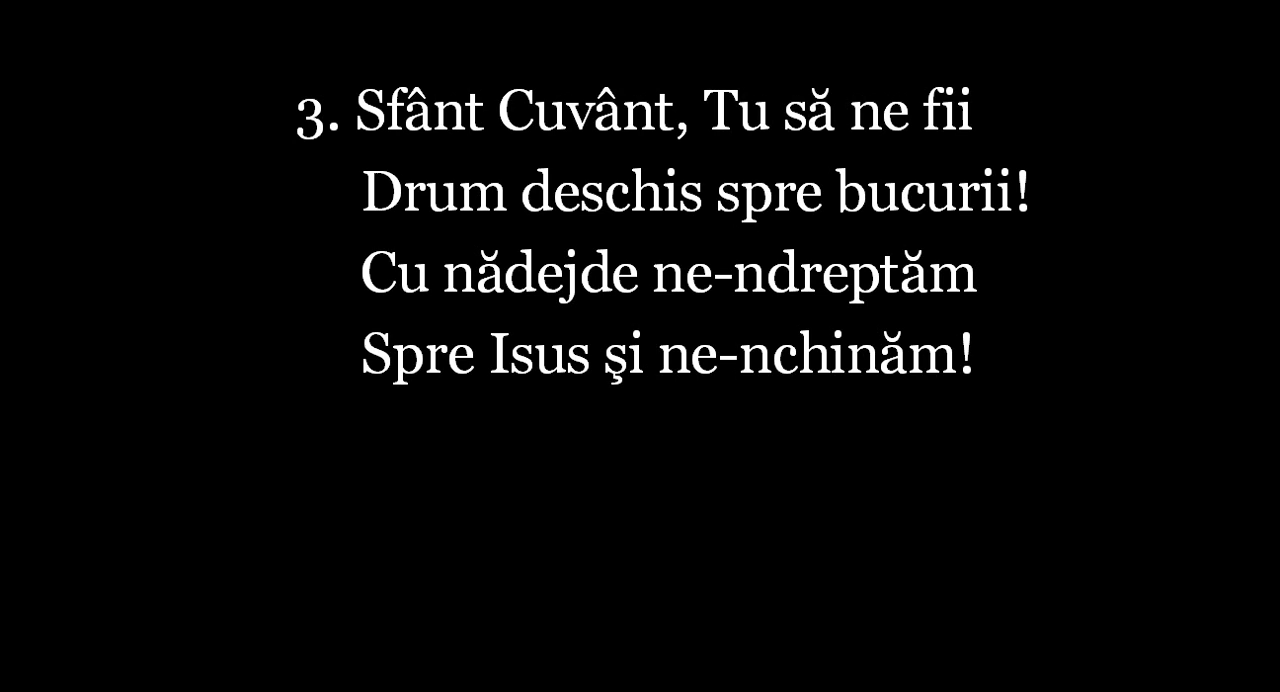 3. Sfânt Cuvânt, Tu să ne fii
Drum deschis spre bucurii!
Cu nădejde ne-ndreptăm
Spre Isus şi ne-nchinăm!